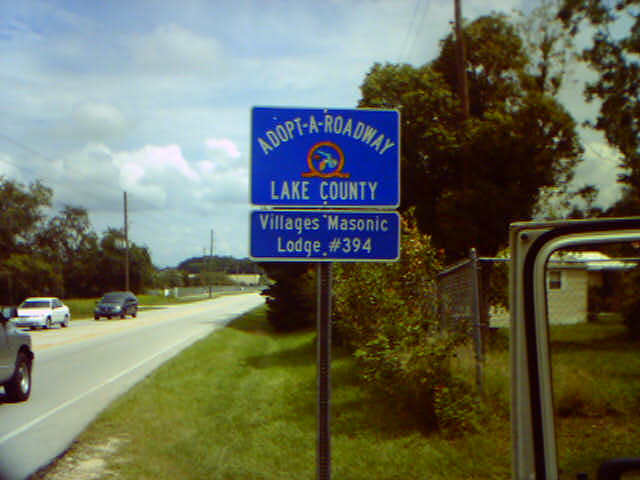 ADOPT-A-ROADWAY
LAKE COUNTY
Villages Masonic
Lodge #394